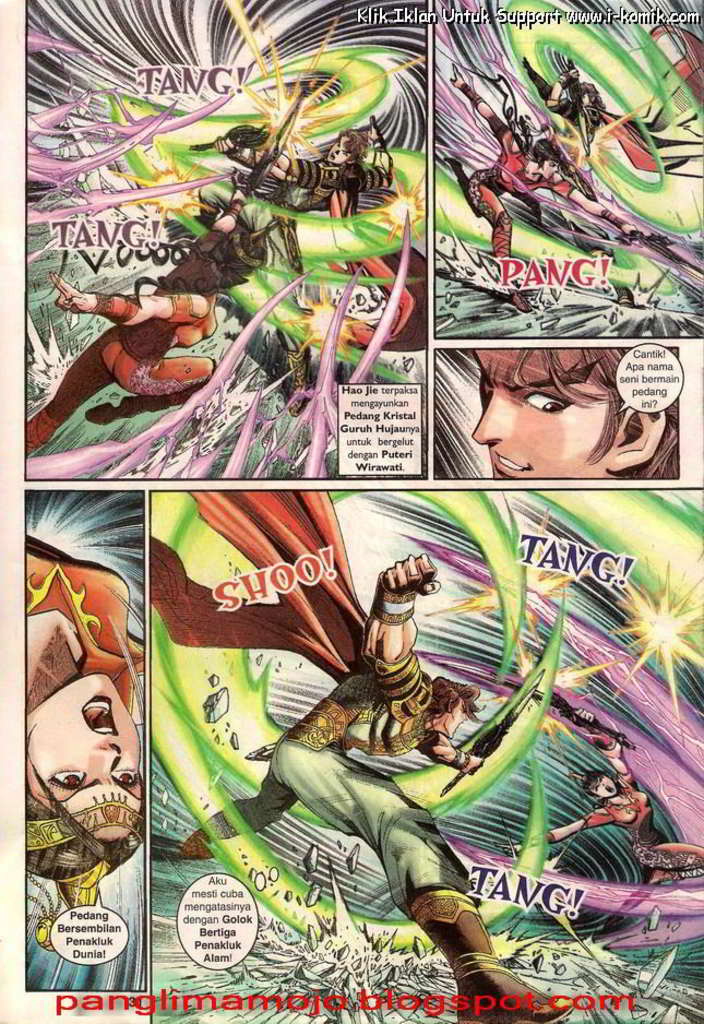 Klik Iklan Untuk Support www.i-komik.com
TANG!
TANG!
Hao Jie terpaksa
mengayunkan
Pedang Kristal
Guruh Hujaunya
untuk bergelut
dengan Puteri
Wirawati.
PANG!
Cantik!
Apa nama
seni bermain
pedang
ini?
Pedang
Bersembilan
Penakluk
Dunia!
SHOO!
TANG!
Aku
mesti cuba
mengatasinya
dengan Golok
Bertiga
Penakluk
Alam!
TANG!
panglimamojo.blogspot.com